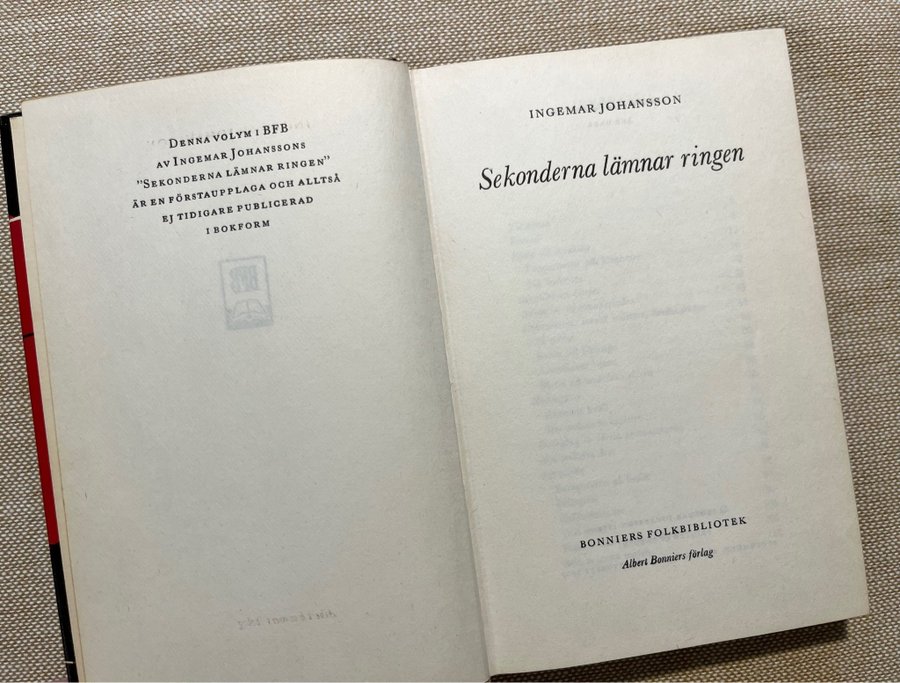 DENNA VOLYM I BFB
AV INGEMAR JOHANSSONS
”SEKONDERNA LÄMNAR RINGEN”
ÄR EN FÖRSTAUPPLAGA OCH ALLTSÅ
EJ TIDIGARE PUBLICERAD
I BOKFORM
INGEMAR JOHANSSON
Sekonderna lämnar ringen
BONNIERS FOLKBIBLIOTEK
Albert Bonniers förlag